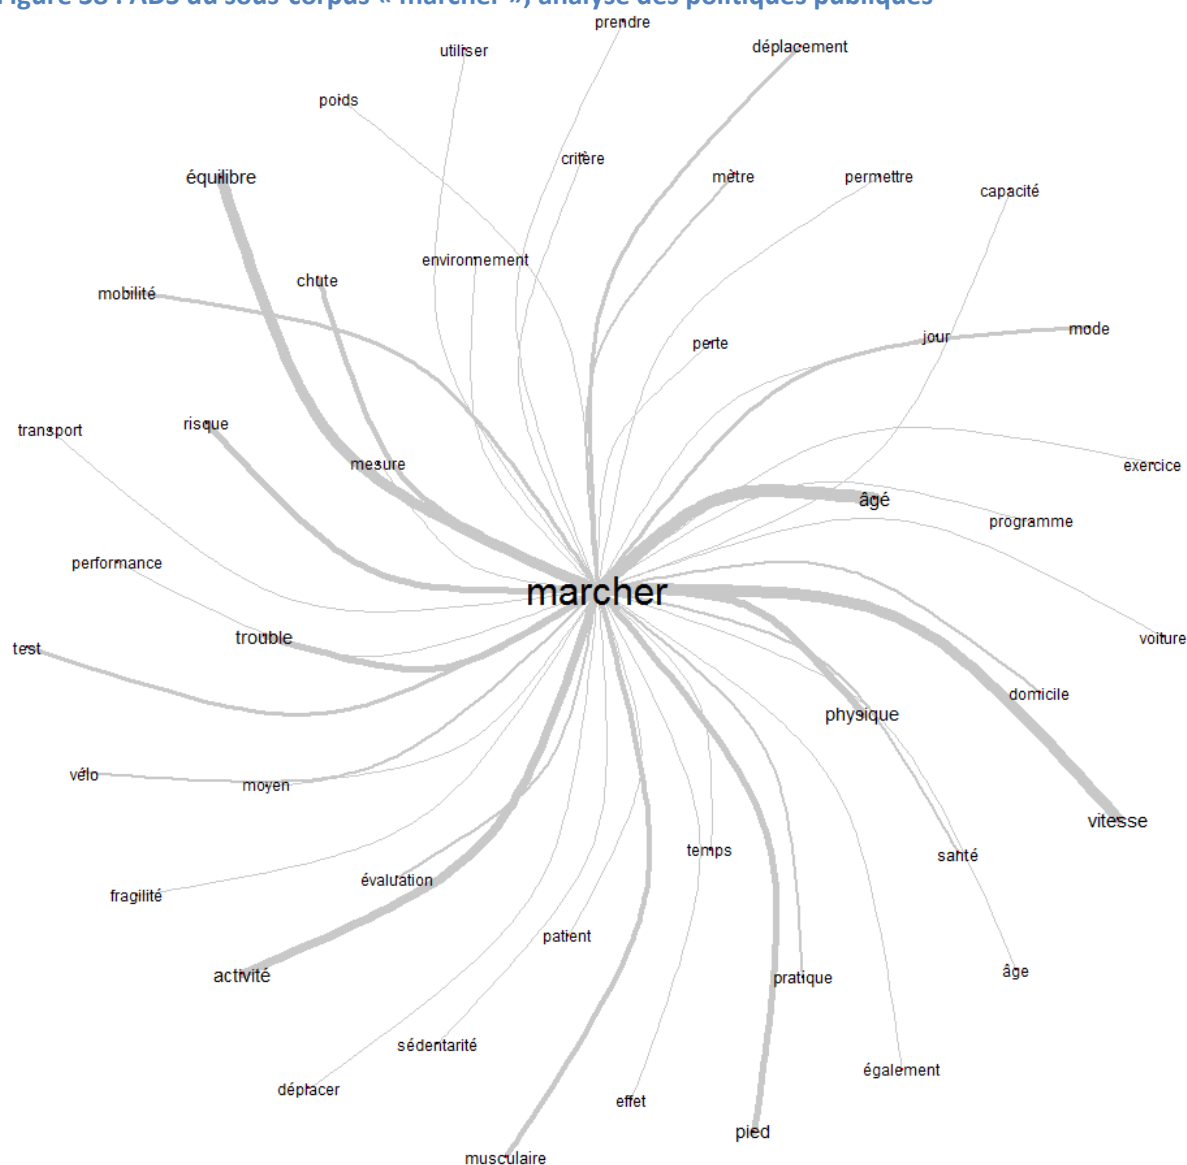 Figure 38 : ADS du sous-corpus « marcher », analyse des politiques publiques
prendre
utiliser
déplacement
poids
critère
équilibre
mètre
permettre
capacité
environnement
chute
mobilité
mode
jour
perte
risque
transport
mesure
exercice
âgé
programme
performance
marcher
trouble
voiture
test
domicile
physique
vélo
moyen
vitesse
temps
santé
évaluation
fragilité
patient
âge
activité
pratique
sédentarité
également
déplacer
effet
pied
musculaire